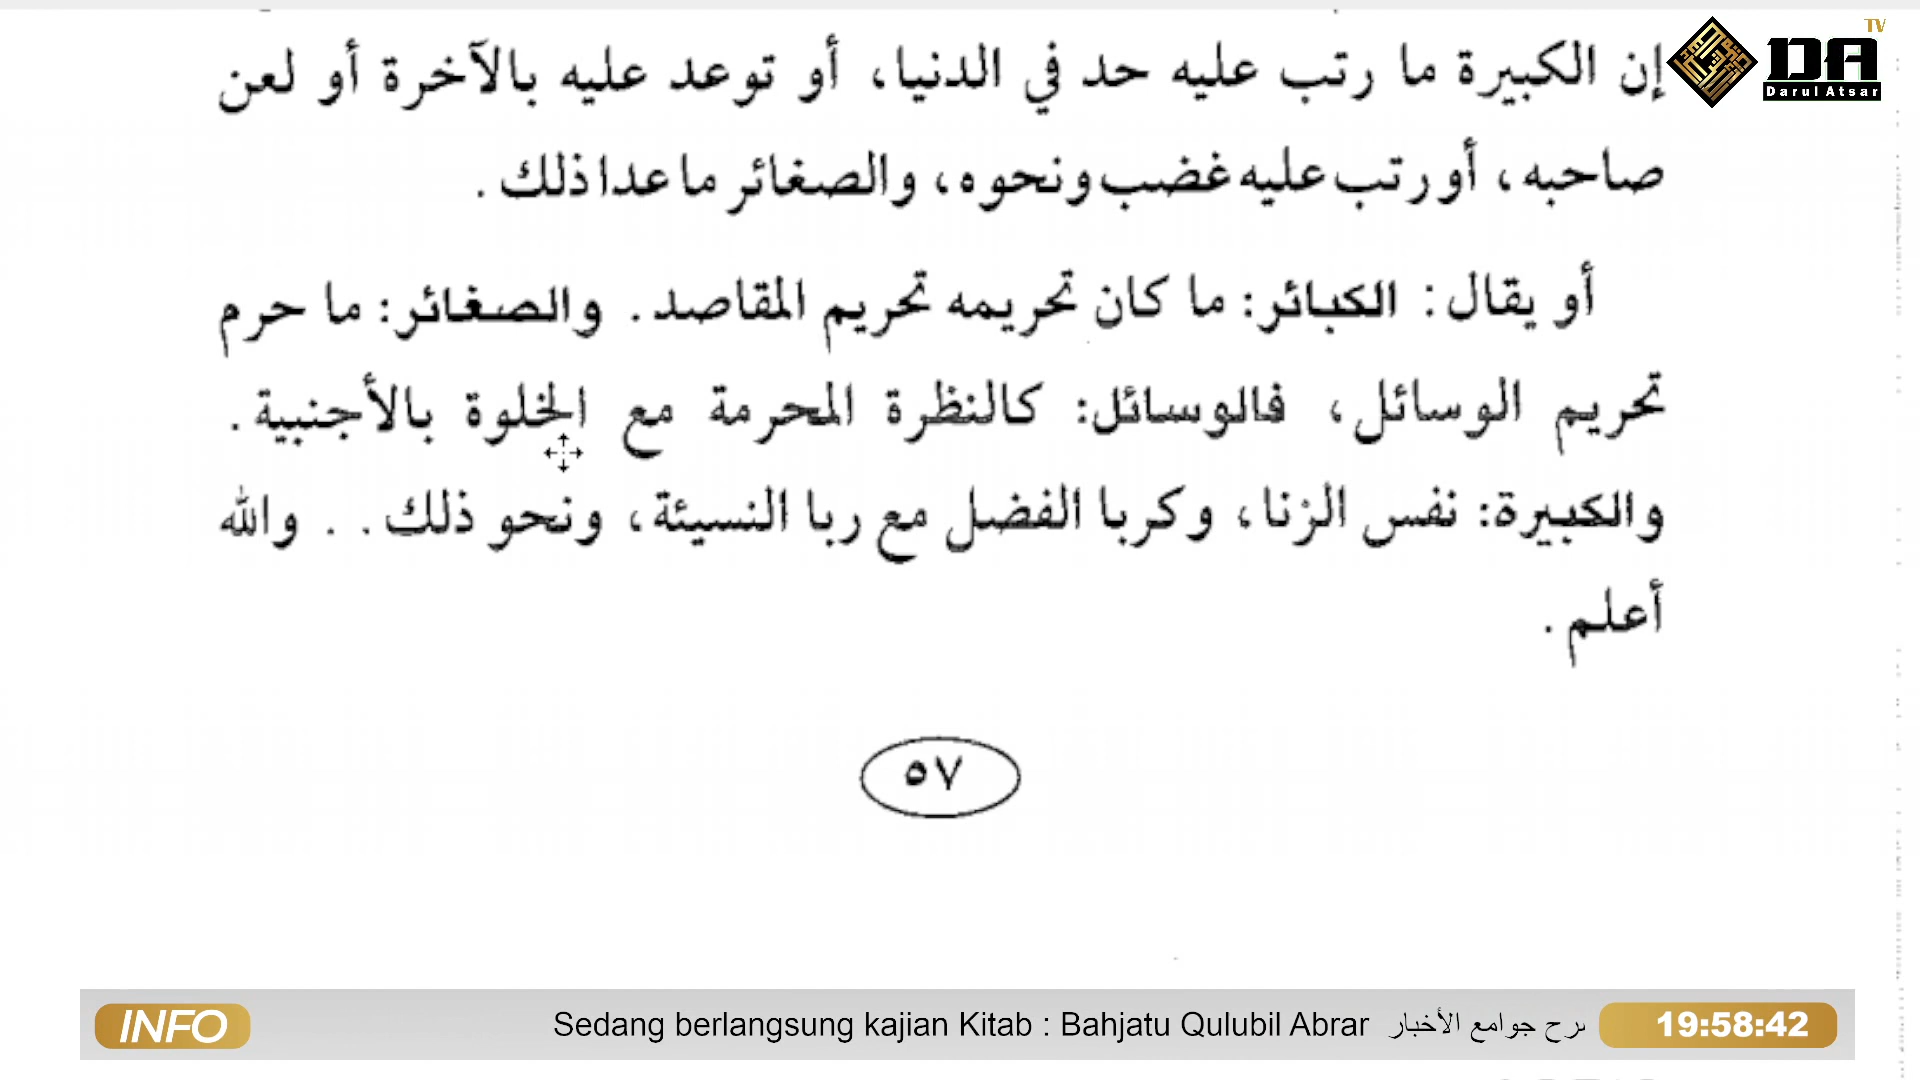 إن الكبيرة ما رتب عليه حد في الدنيا، أو توعد عليه بالآخرة أو لعن
صاحبه، أو رتب عليه غضب ونحوه، والصغائر ما عدا ذلك.
أو يقال: الكبائر: ما كان تحريمه تحريم المقاصد. والصغائر: ما حرم
تحريم الوسائل، فالوسائل: كالنظرة المحرمة مع الخلوة بالأجنبية.
والكبيرة: نفس الزنا، وكربا الفضل مع ربا النسيئة، ونحو ذلك. . والله
أعلم.
٥٧
TV
DA
Darul Atsar
INFO
Sedang berlangsung kajian Kitab : Bahjatu Qulubil Abrar رح جوامع الأخبار
19:58:42